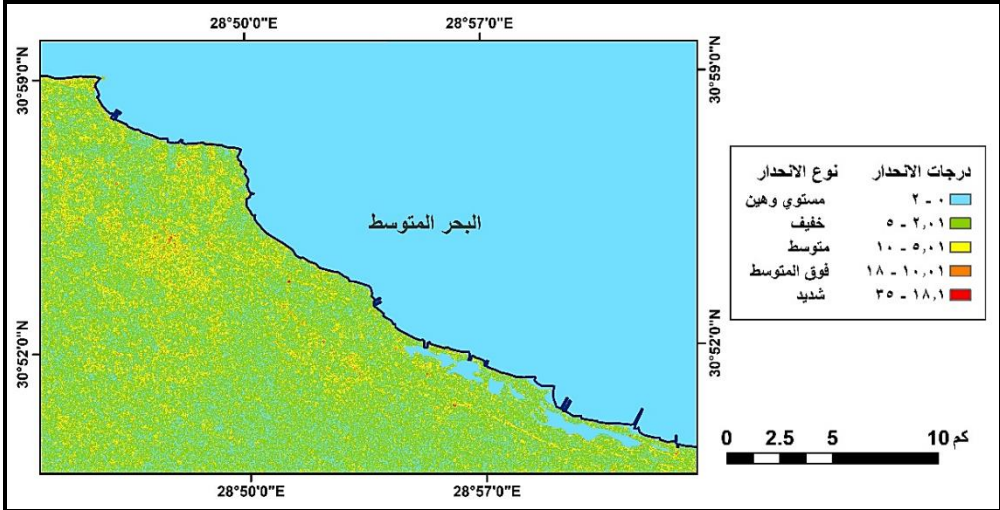 28°50'0"E 28°57'0"E
30°59'0"N
30°59'0"N
البحر المتوسط
درجات الانحدار نوع الانحدار
٠ - ٢ مستوي وهين
٢,٠١ - ٥ خفيف
٥,٠١ - ١٠ متوسط
١٠,٠١ - ١٨ فوق المتوسط
١٨,١ - ٣٥ شديد
30°52'0"N
30°52'0"N
0 2.5 5 10 كم
28°50'0"E 28°57'0"E